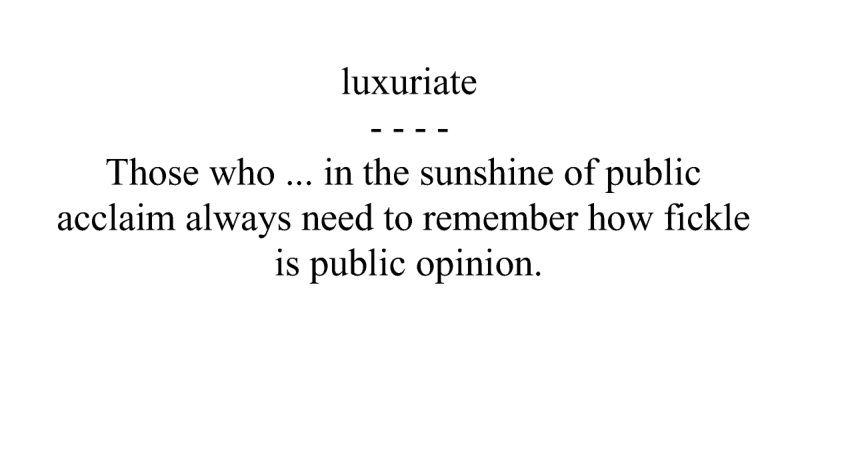 luxuriate
- - - -
Those who ... in the sunshine of public
acclaim always need to remember how fickle
is public opinion.